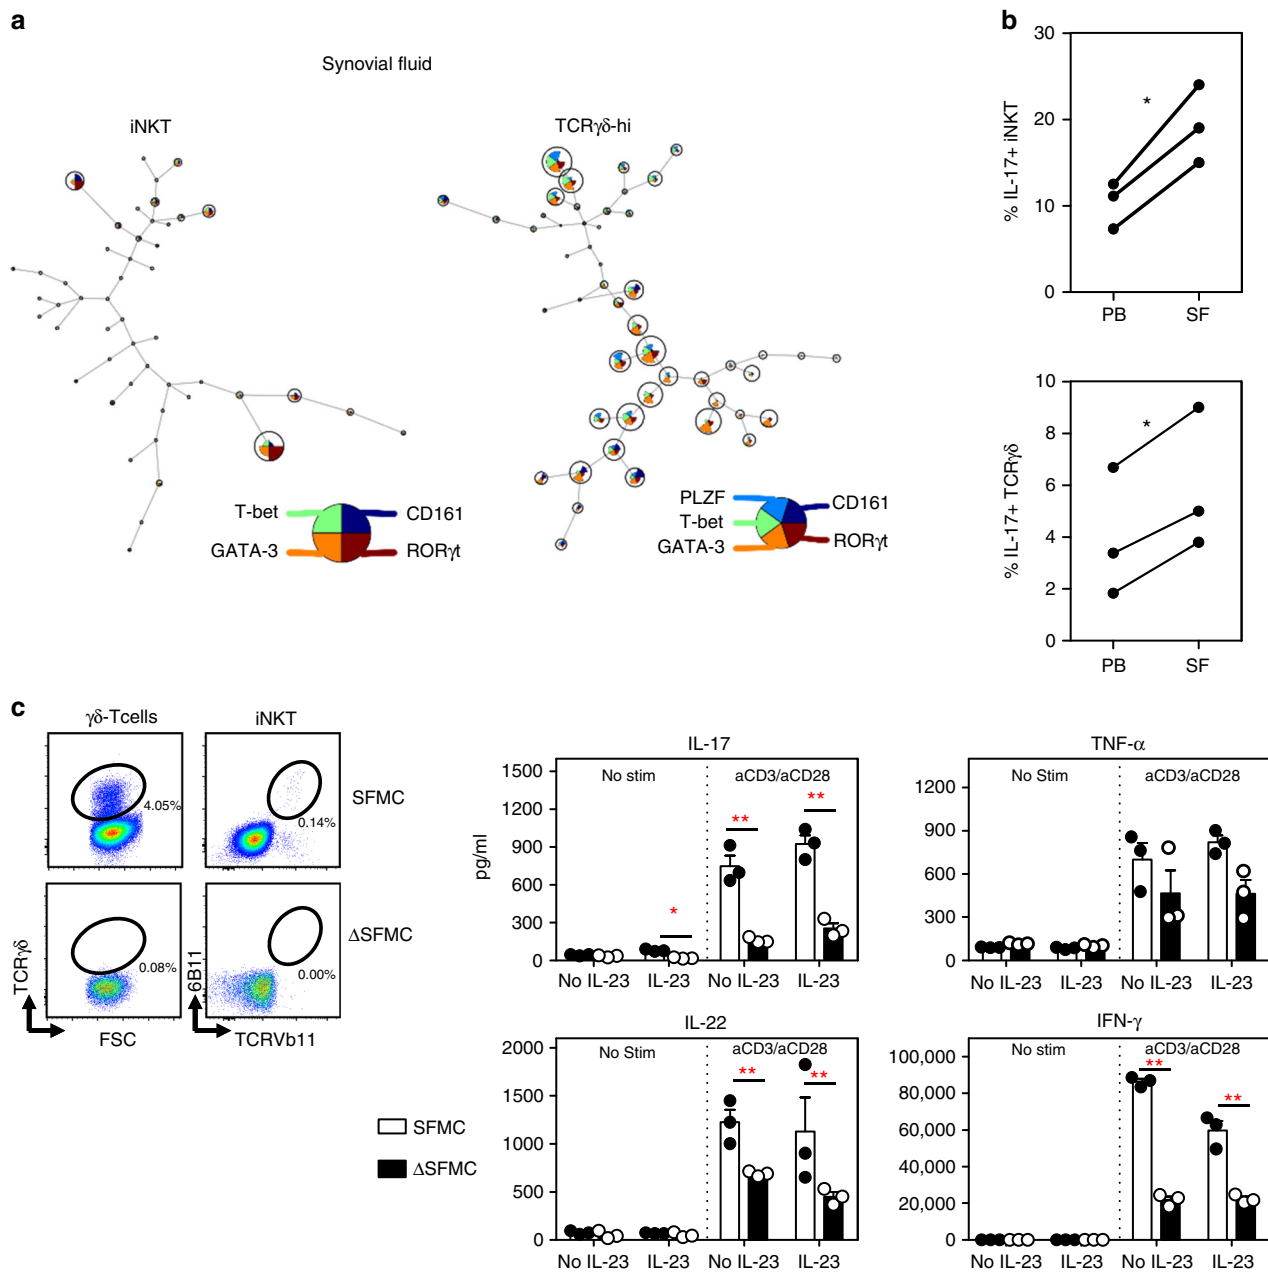 a
Synovial fluid
iNKT
TCRγδ-hi
T-bet
CD161
GATA-3
RORγt
PLZF
CD161
T-bet
GATA-3
RORγt
b
30
20
10
0
% IL-17+ iNKT
*
PB
SF
10
8
6
4
2
0
% IL-17+ TCRγδ
*
PB
SF
c
γδ-Tcells
iNKT
4.05%
0.14%
SFMC
0.08%
0.00%
ΔSFMC
TCRγδ
6B11
FSC
TCRVb11
SFMC
ΔSFMC
IL-17
No stim
aCD3/aCD28
1500
1200
900
600
300
0
pg/ml
*
**
**
No IL-23
IL-23
No IL-23
IL-23
TNF-α
No Stim
aCD3/aCD28
1200
900
600
300
0
No IL-23
IL-23
No IL-23
IL-23
IL-22
No Stim
aCD3/aCD28
2000
1500
1000
500
0
**
**
No IL-23
IL-23
No IL-23
IL-23
IFN-γ
No stim
aCD3/aCD28
100,000
80,000
60,000
40,000
20,000
0
**
**
No IL-23
IL-23
No IL-23
IL-23